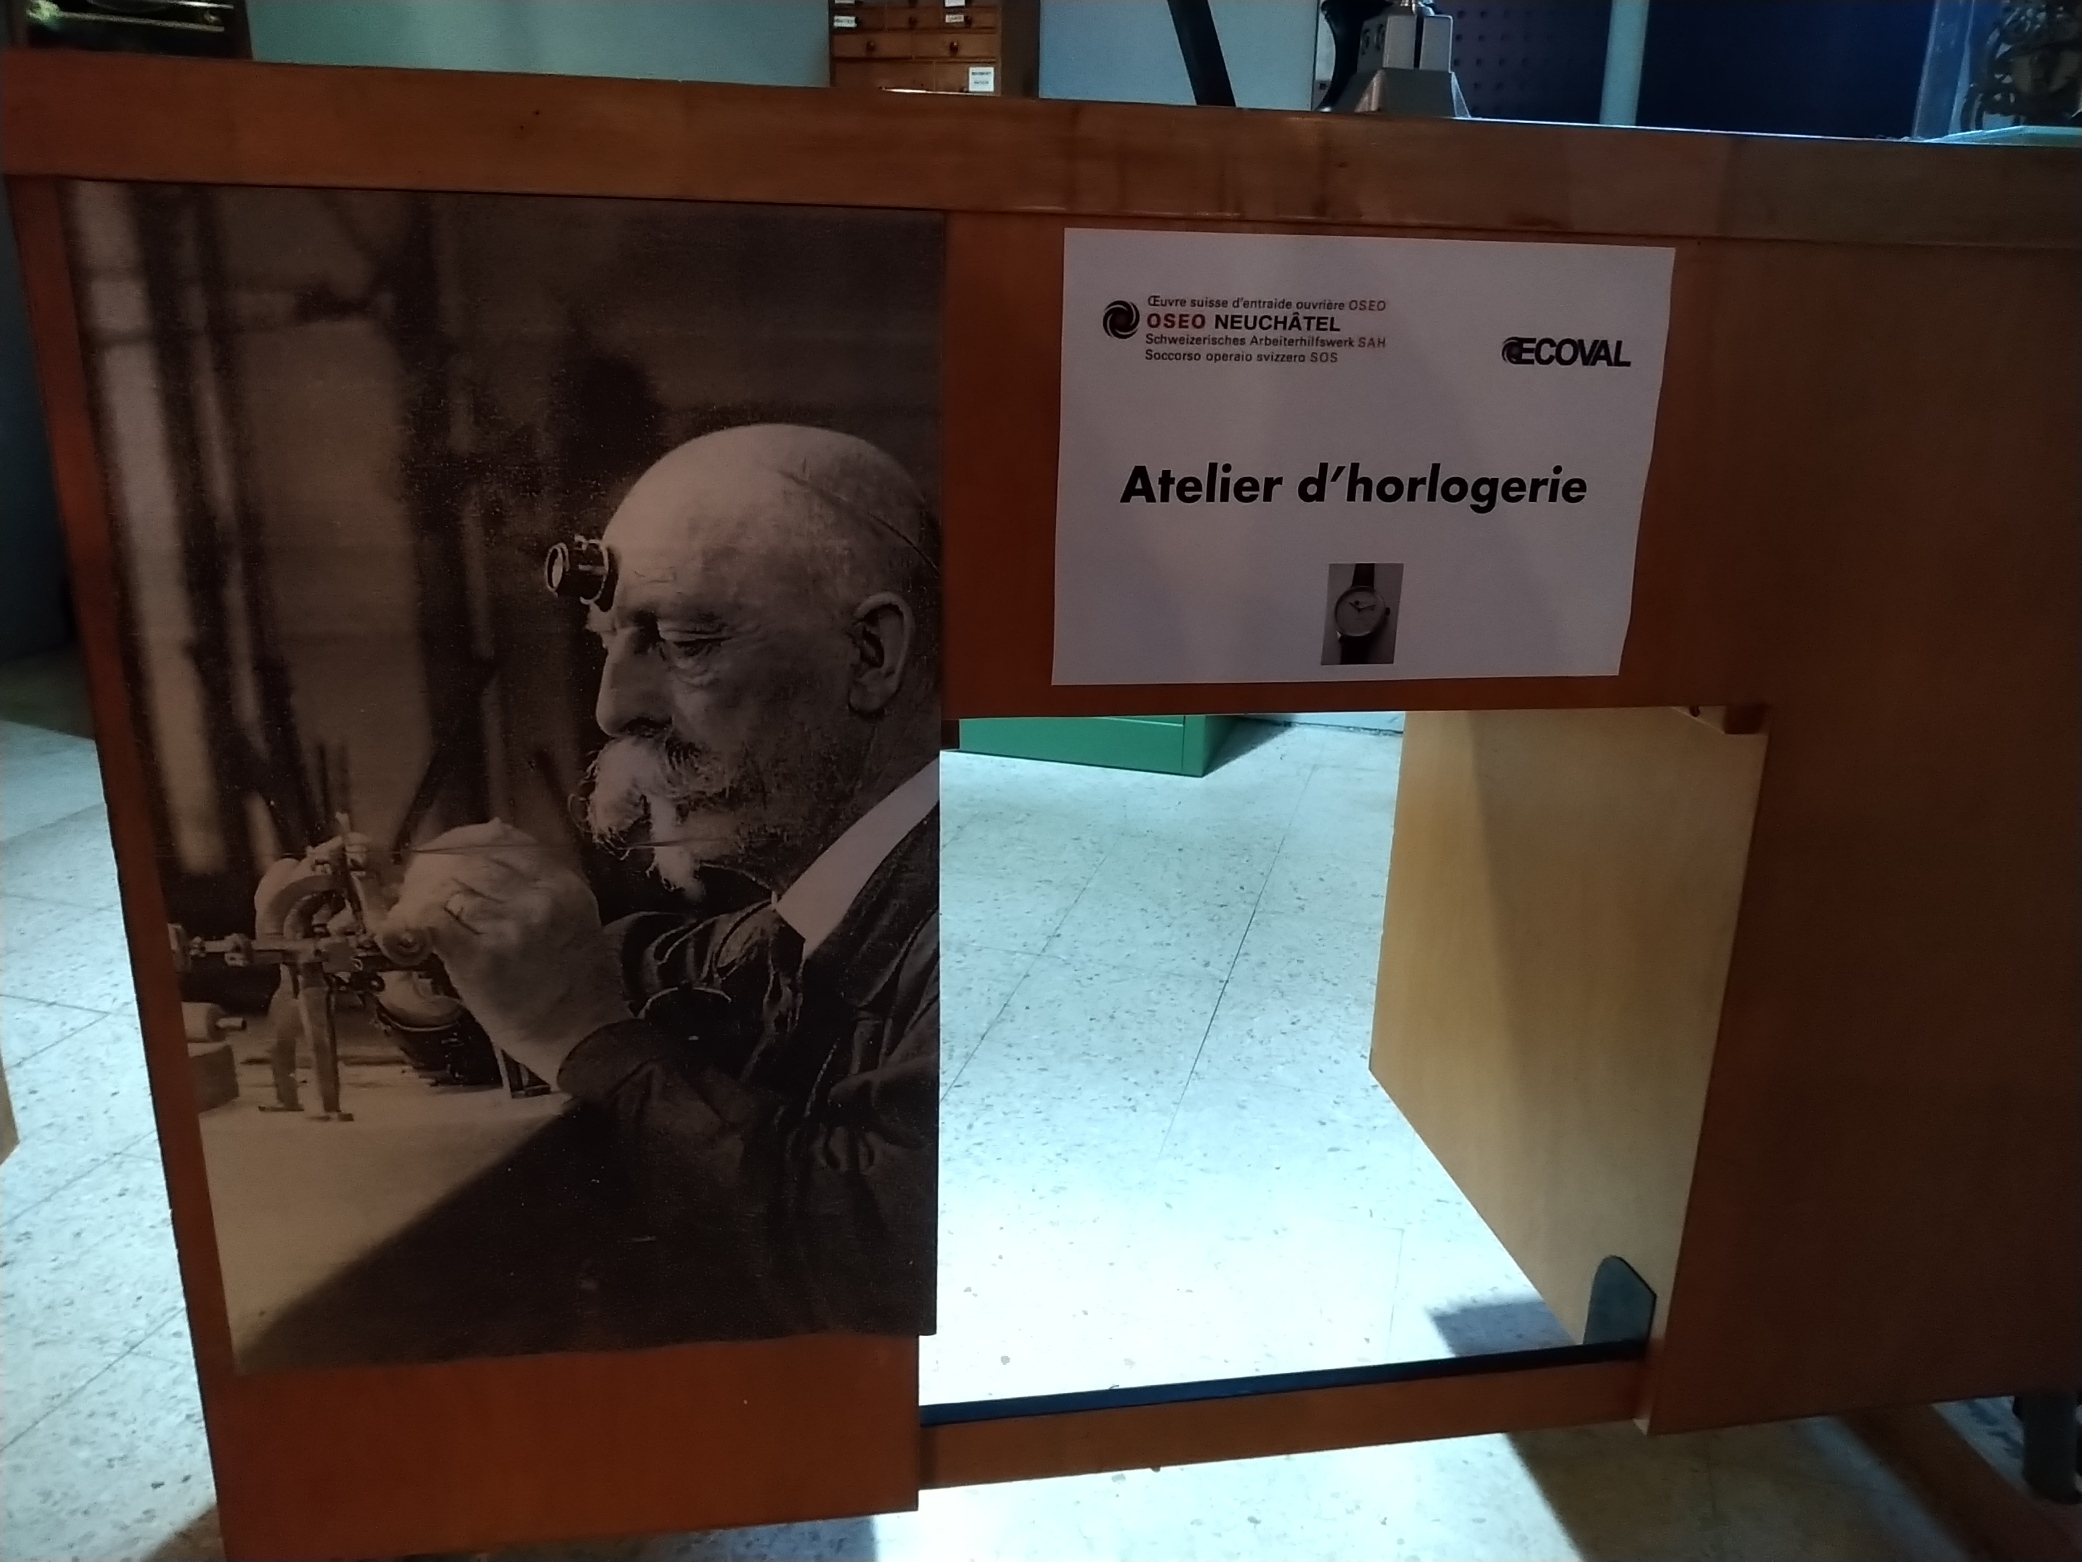 Œuvre suisse d'entraide ouvrière OSEO
OSEO NEUCHÂTEL
Schweizerisches Arbeiterhilfswerk SAH
Soccorso operaio svizzero SOS
ECOVAL
Atelier d'horlogerie